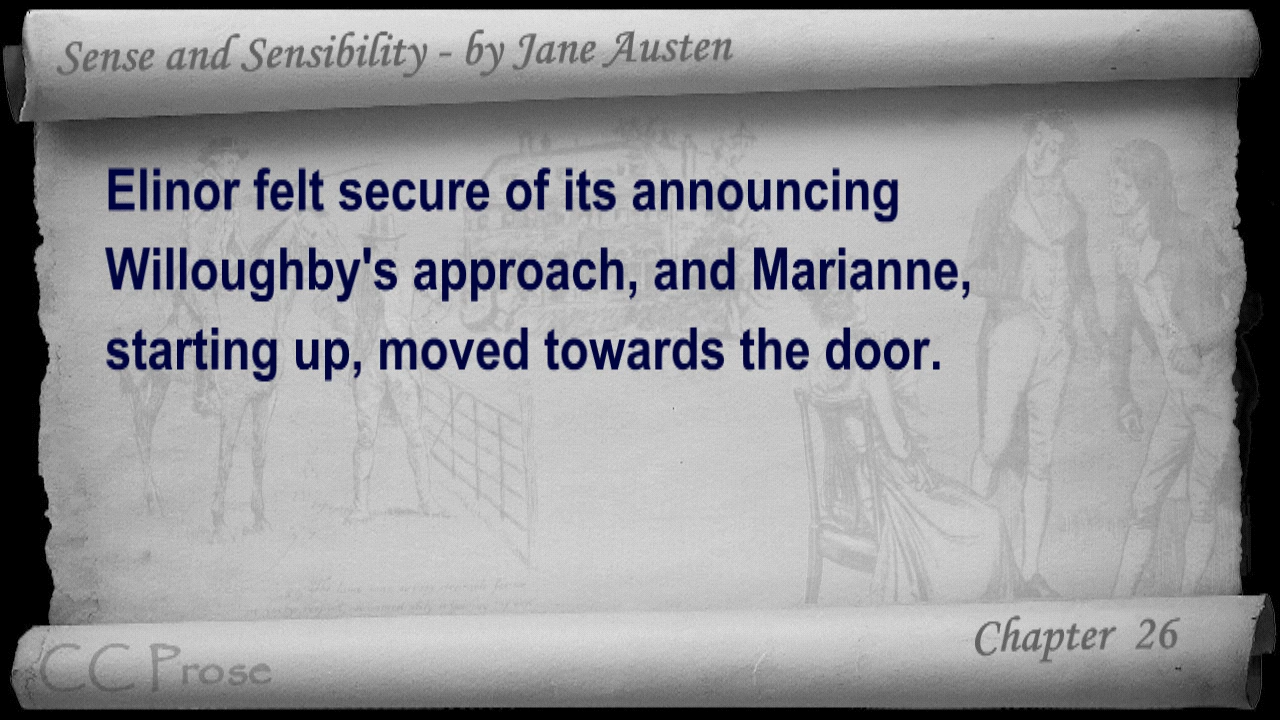 Sense and Sensibility - by Jane Austen
Elinor felt secure of its announcing
Willoughby's approach, and Marianne,
starting up, moved towards the door.
Chapter 26
CC Prose